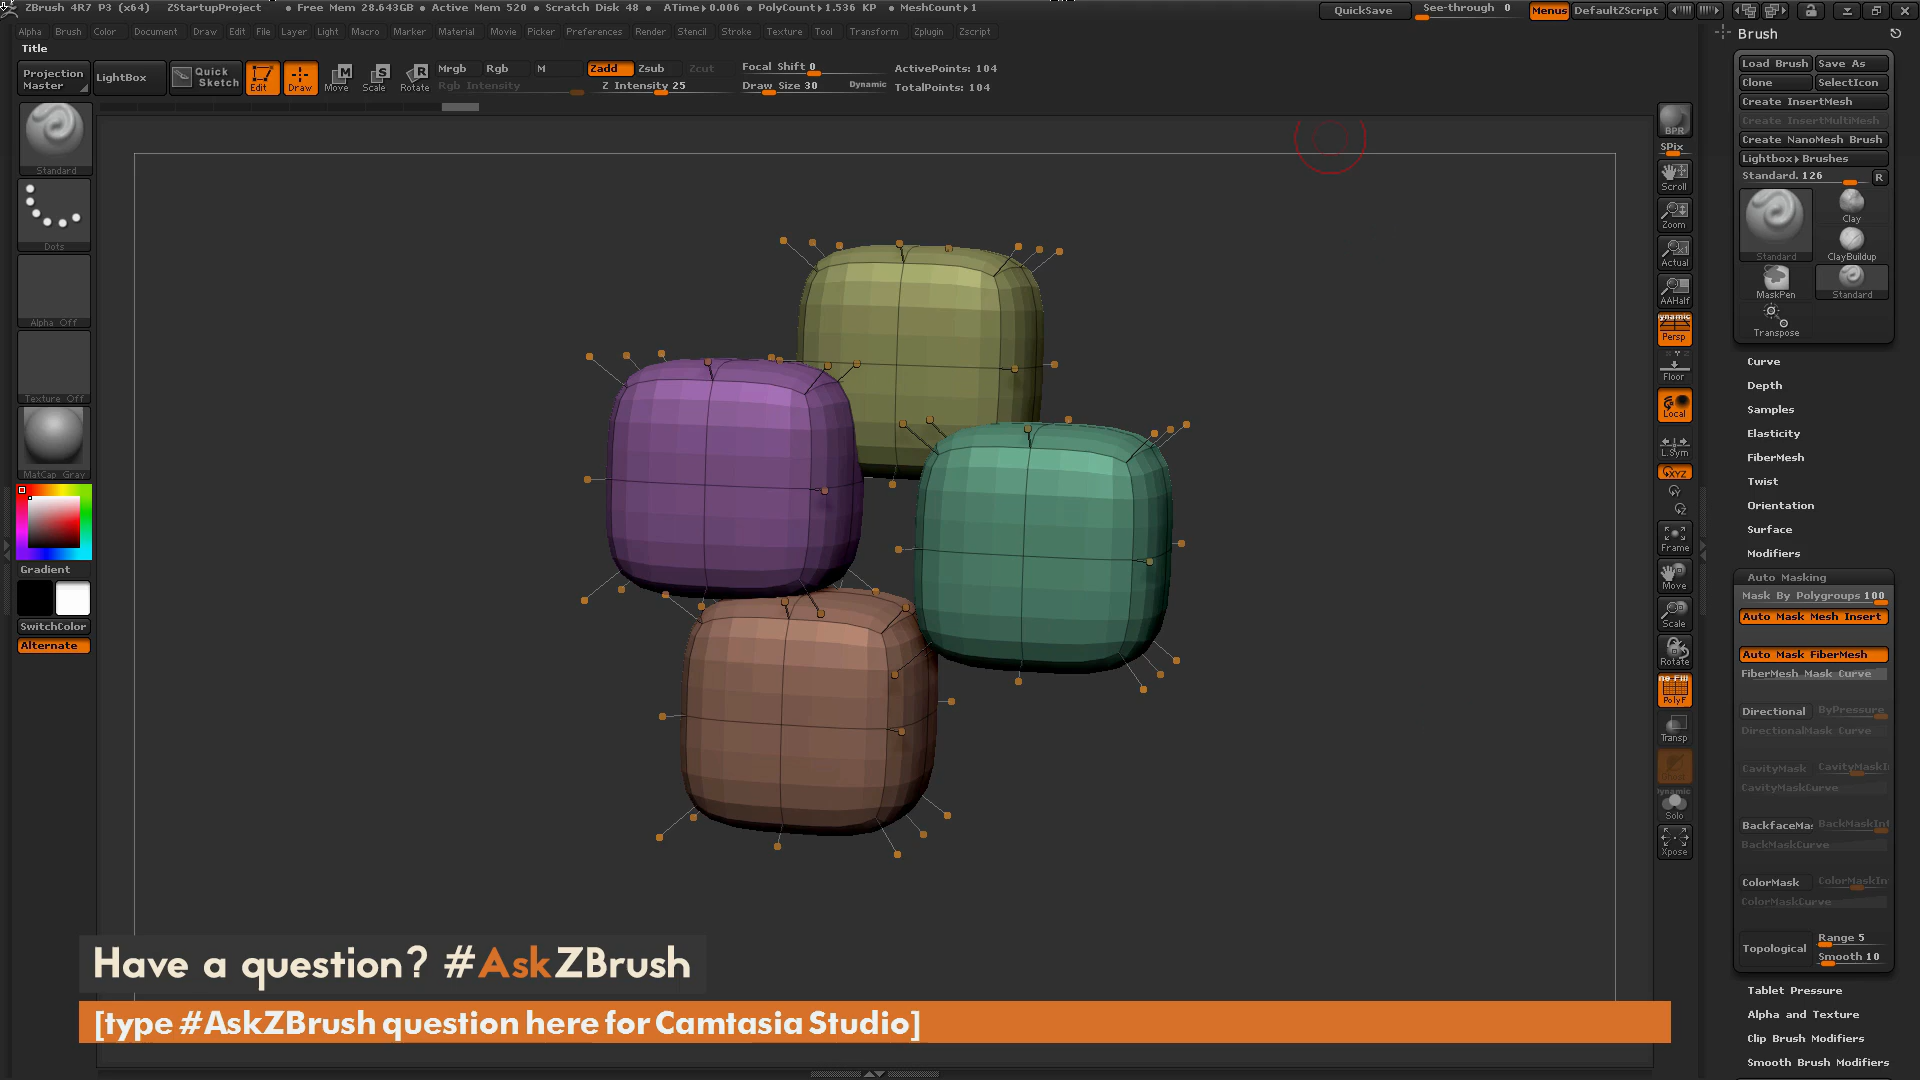 ZBrush 4R7 P3 (x64) ZStartupProject • Free Mem 28.643GB • Active Mem 520 • Scratch Disk 48 • ATime▸0.006 • PolyCount▸1.536 KP • MeshCount▸1
QuickSave See-through 0 Menus DefaultZScript
Alpha Brush Color Document Draw Edit File Layer Light Macro Marker Material Movie Picker Preferences Render Stencil Stroke Texture Tool Transform Zplugin Zscript
Title
Projection Master
LightBox
Quick Sketch
Edit
Draw
Move
Scale
Rotate
Mrgb Rgb M
Rgb Intensity
Zadd Zsub Zcut
Z Intensity 25
Focal Shift 0
Draw Size 30 Dynamic
ActivePoints: 104
TotalPoints: 104
Standard
Dots
Alpha Off
Texture Off
MatCap Gray
Gradient
SwitchColor
Alternate
BPR
SPix
Scroll
Zoom
Actual
AAHalf
Persp
Floor
Local
L.Sym
XYZ
Frame
Move
Scale
Rotate
PolyF
Transp
Ghost
Dynamic
Solo
Xpose
Brush
Load Brush Save As
Clone SelectIcon
Create InsertMesh
Create InsertMultiMesh
Create NanoMesh Brush
Lightbox▸Brushes
Standard. 126 R
Standard
Clay
ClayBuildup
MaskPen Standard
Transpose
Curve
Depth
Samples
Elasticity
FiberMesh
Twist
Orientation
Surface
Modifiers
Auto Masking
Mask By Polygroups 100
Auto Mask Mesh Insert
Auto Mask FiberMesh
FiberMesh Mask Curve
Directional ByPressure
DirectionalMask Curve
CavityMask CavityMaskIn
CavityMaskCurve
BackfaceMas BackMaskInt
BackMaskCurve
ColorMask ColorMaskIn
ColorMaskCurve
Topological Range 5
Smooth 10
Tablet Pressure
Alpha and Texture
Clip Brush Modifiers
Smooth Brush Modifiers
Have a question? #AskZBrush
[type #AskZBrush question here for Camtasia Studio]